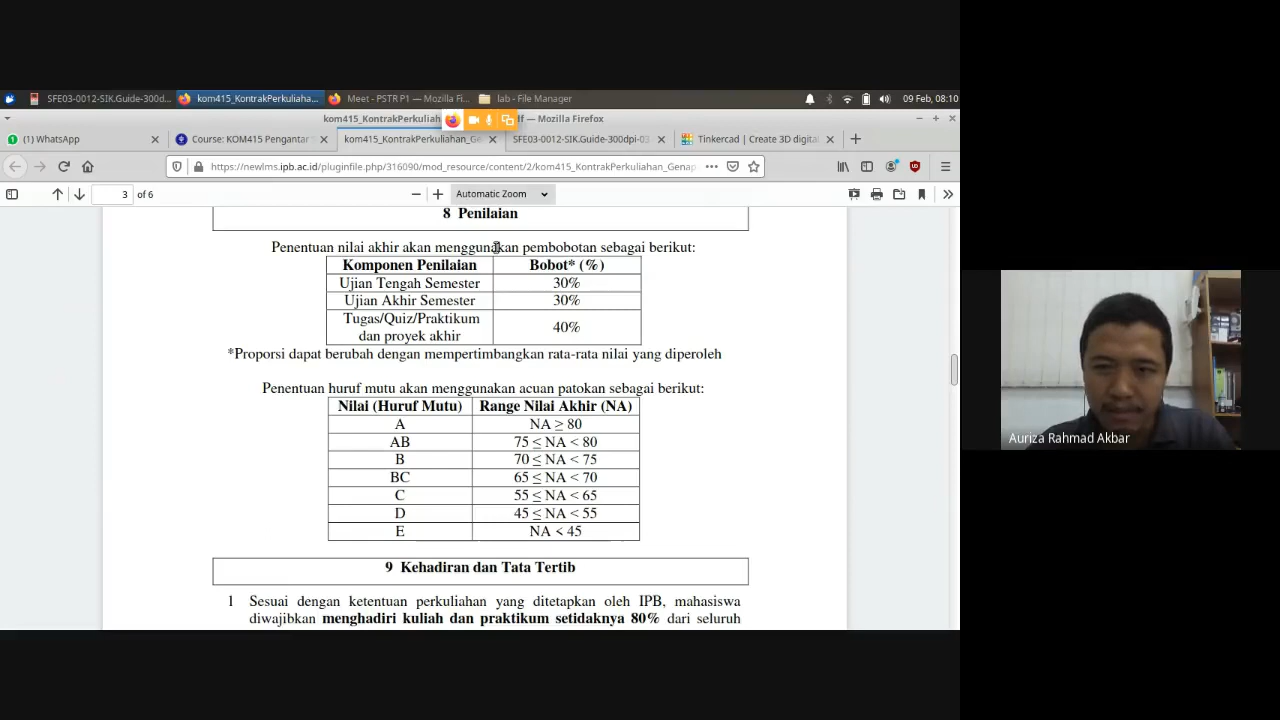 SFE03-0012-SIK.Guide-300d...
kom415_KontrakPerkuliaha...
Meet - PSTR P1 — Mozilla Fi...
lab - File Manager
09 Feb, 08:10
kom415_KontrakPerkuliah
df — Mozilla Firefox
(1) WhatsApp
Course: KOM415 Pengantar
kom415_KontrakPerkuliahan_Ge
SFE03-0012-SIK.Guide-300dpi-03
Tinkercad | Create 3D digital
https://newlms.ipb.ac.id/pluginfile.php/316090/mod_resource/content/2/kom415_KontrakPerkuliahan_Genap
3 of 6
Automatic Zoom
8 Penilaian
Penentuan nilai akhir akan menggunakan pembobotan sebagai berikut:
Komponen Penilaian Bobot* (%)
Ujian Tengah Semester 30%
Ujian Akhir Semester 30%
Tugas/Quiz/Praktikum
dan proyek akhir 40%
*Proporsi dapat berubah dengan mempertimbangkan rata-rata nilai yang diperoleh
Penentuan huruf mutu akan menggunakan acuan patokan sebagai berikut:
Nilai (Huruf Mutu) Range Nilai Akhir (NA)
A NA ≥ 80
AB 75 ≤ NA < 80
B 70 ≤ NA < 75
BC 65 ≤ NA < 70
C 55 ≤ NA < 65
D 45 ≤ NA < 55
E NA < 45
9 Kehadiran dan Tata Tertib
1 Sesuai dengan ketentuan perkuliahan yang ditetapkan oleh IPB, mahasiswa
diwajibkan menghadiri kuliah dan praktikum setidaknya 80% dari seluruh
Auriza Rahmad Akbar